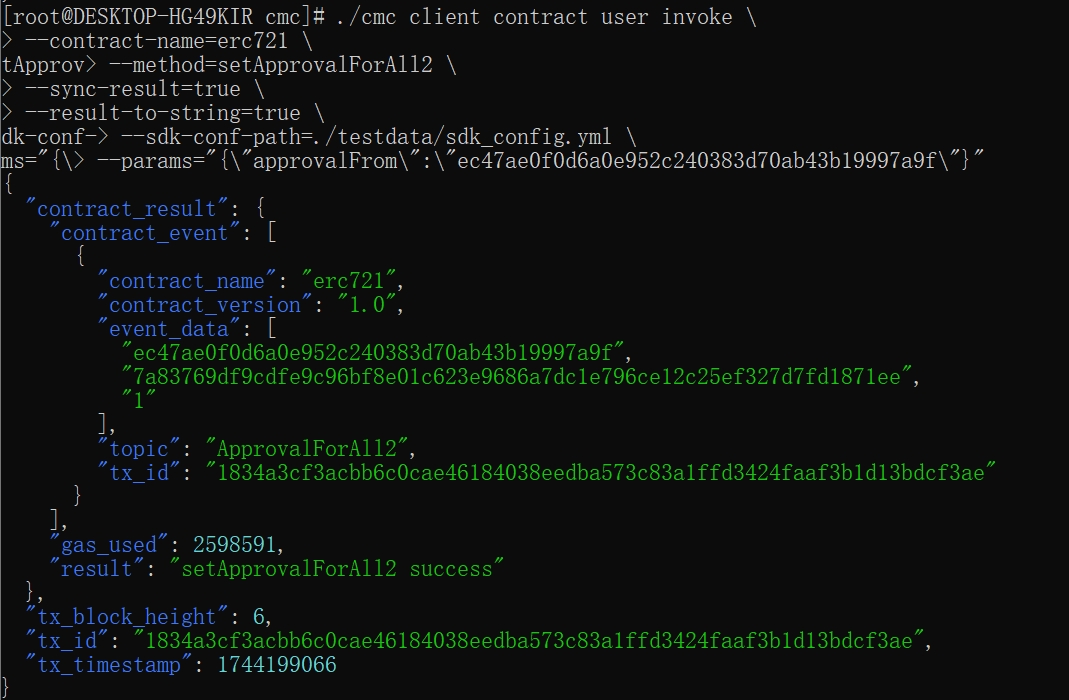 [root@DESKTOP-HG49KIR cmc]# ./cmc client contract user invoke \
> --contract-name=erc721 \
tApprov> --method=setApprovalForAll2 \
> --sync-result=true \
> --result-to-string=true \
dk-conf-> --sdk-conf-path=./testdata/sdk_config.yml \
ms="{\> --params="{\"approvalFrom\":\"ec47ae0f0d6a0e952c240383d70ab43b19997a9f\"}"
{
  "contract_result": {
    "contract_event": [
      {
        "contract_name": "erc721",
        "contract_version": "1.0",
        "event_data": [
          "ec47ae0f0d6a0e952c240383d70ab43b19997a9f",
          "7a83769df9cdfe9c96bf8e01c623e9686a7dc1e796ce12c25ef327d7fd1871ee",
          "1"
        ],
        "topic": "ApprovalForAll2",
        "tx_id": "1834a3cf3acbb6c0cae46184038eedba573c83a1ffd3424faaf3b1d13bdcf3ae"
      }
    ],
    "gas_used": 2598591,
    "result": "setApprovalForAll2 success"
  },
  "tx_block_height": 6,
  "tx_id": "1834a3cf3acbb6c0cae46184038eedba573c83a1ffd3424faaf3b1d13bdcf3ae",
  "tx_timestamp": 1744199066
}